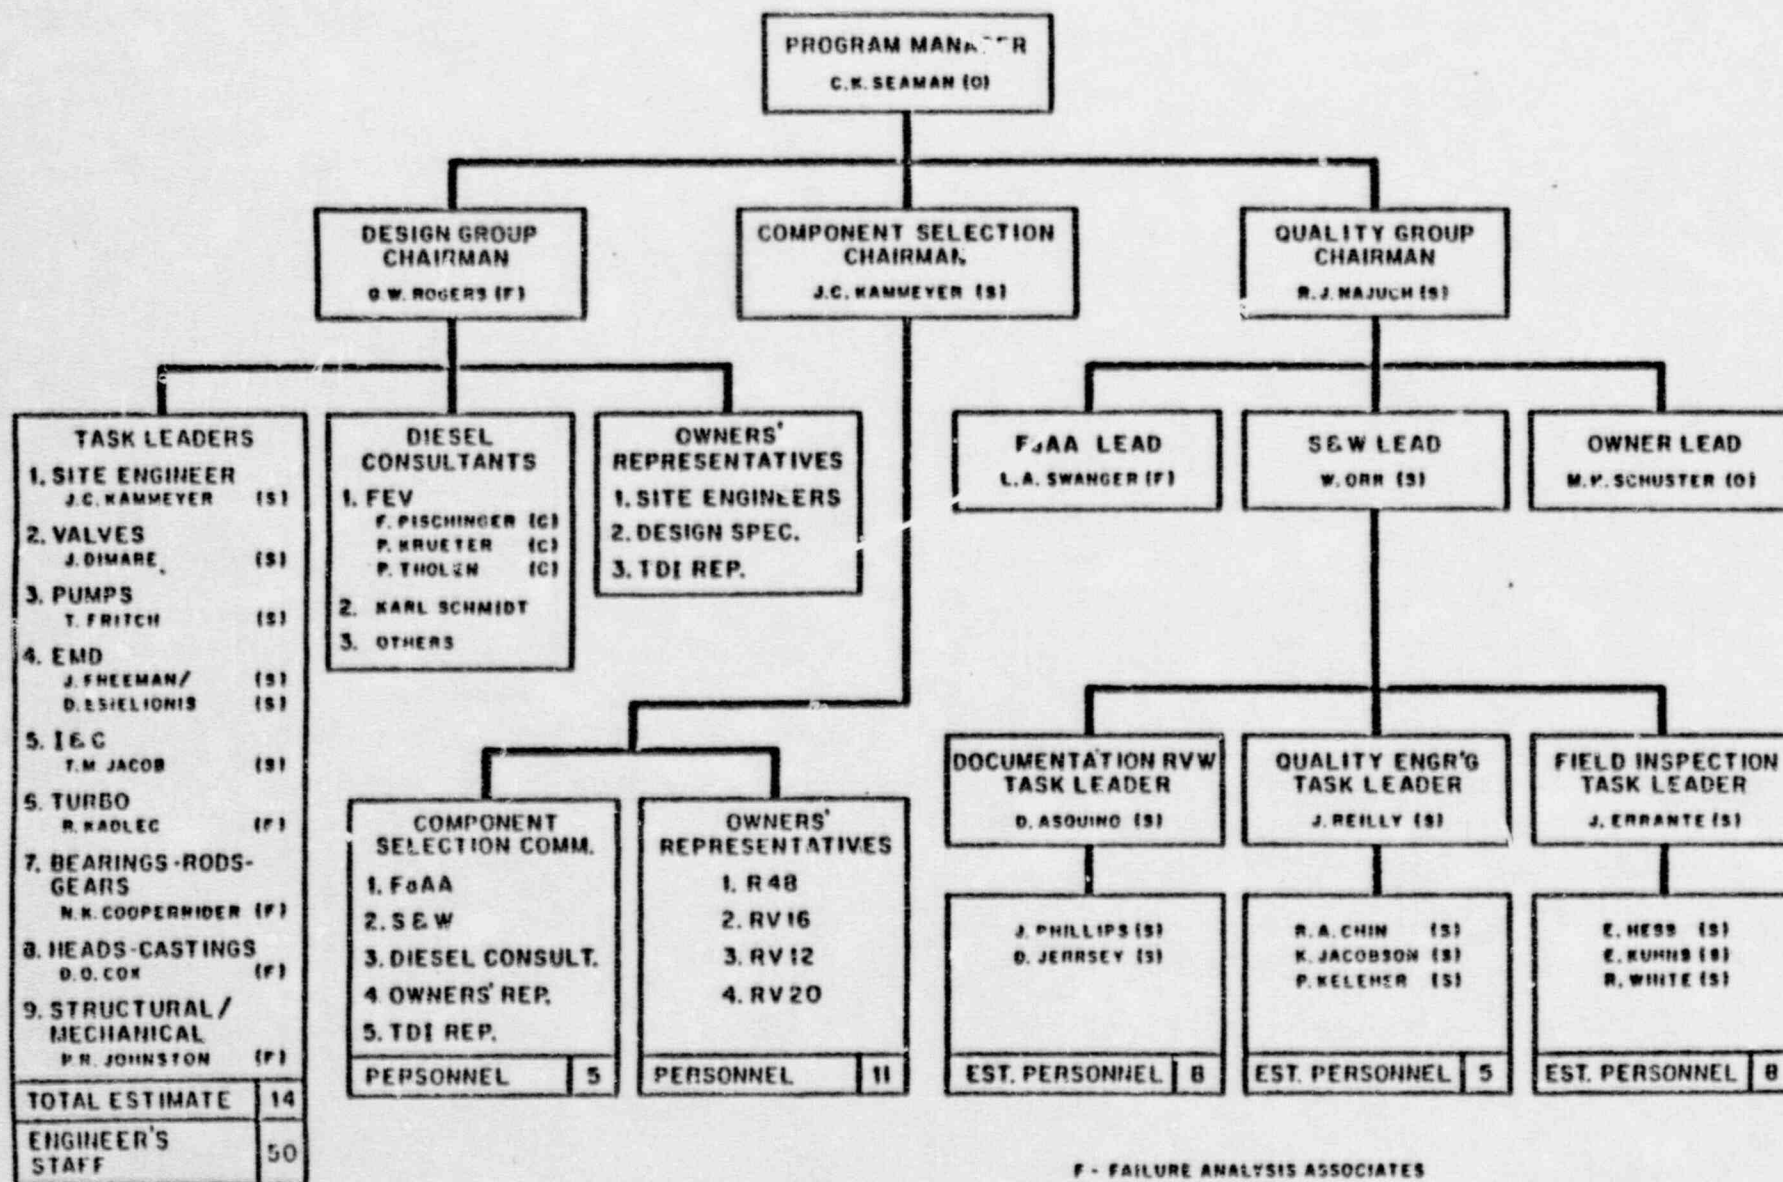 PROGRAM MANAGER
C.K. SEAMAN (O)
DESIGN GROUP
CHAIRMAN
G.W. ROGERS (F)
COMPONENT SELECTION
CHAIRMAN
J.C. KAMMEYER (S)
QUALITY GROUP
CHAIRMAN
R.J. NAJUCH (S)
TASK LEADERS
1. SITE ENGINEER
J.C. KAMMEYER (S)
2. VALVES
J. DIMARE (S)
3. PUMPS
T. FRITCH (S)
4. EMD
J. FREEMAN/ (S)
(S)
5. I&C
T.M JACOB (S)
6. TURBO
R. KADLEC (F)
7. BEARINGS-RODS-
GEARS
N.K. COOPERRIDER (F)
8. HEADS-CASTINGS
D.O. COX (F)
9. STRUCTURAL/
MECHANICAL
P.R. JOHNSTON (F)
TOTAL ESTIMATE 14
ENGINEER'S
STAFF 50
DIESEL
CONSULTANTS
1. FEV
F. PISCHINGER (C)
P. KRUETER (C)
P. THOLEN (C)
2. KARL SCHMIDT
3. OTHERS
OWNERS'
REPRESENTATIVES
1. SITE ENGINEERS
2. DESIGN SPEC.
3. TDI REP.
COMPONENT
SELECTION COMM.
1. FaAA
2. S&W
3. DIESEL CONSULT.
4. OWNERS' REP.
5. TDI REP.
PERSONNEL 5
OWNERS'
REPRESENTATIVES
1. R48
2. RV16
3. RV12
4. RV20
PERSONNEL 11
FaAA LEAD
L.A. SWANGER (F)
S&W LEAD
W. ORR (S)
OWNER LEAD
SCHUSTER (O)
DOCUMENTATION RVW
TASK LEADER
D. ASQUINO (S)
J. PHILLIPS (S)
D. JERRSEY (S)
EST. PERSONNEL 8
QUALITY ENGR'G
TASK LEADER
J. REILLY (S)
R.A. CHIN (S)
K. JACOBSON (S)
P. KELEHER (S)
EST. PERSONNEL 5
FIELD INSPECTION
TASK LEADER
J. ERRANTE (S)
E. HESS (S)
E. KUHNS (S)
R. WHITE (S)
EST. PERSONNEL 8
F - FAILURE ANALYSIS ASSOCIATES